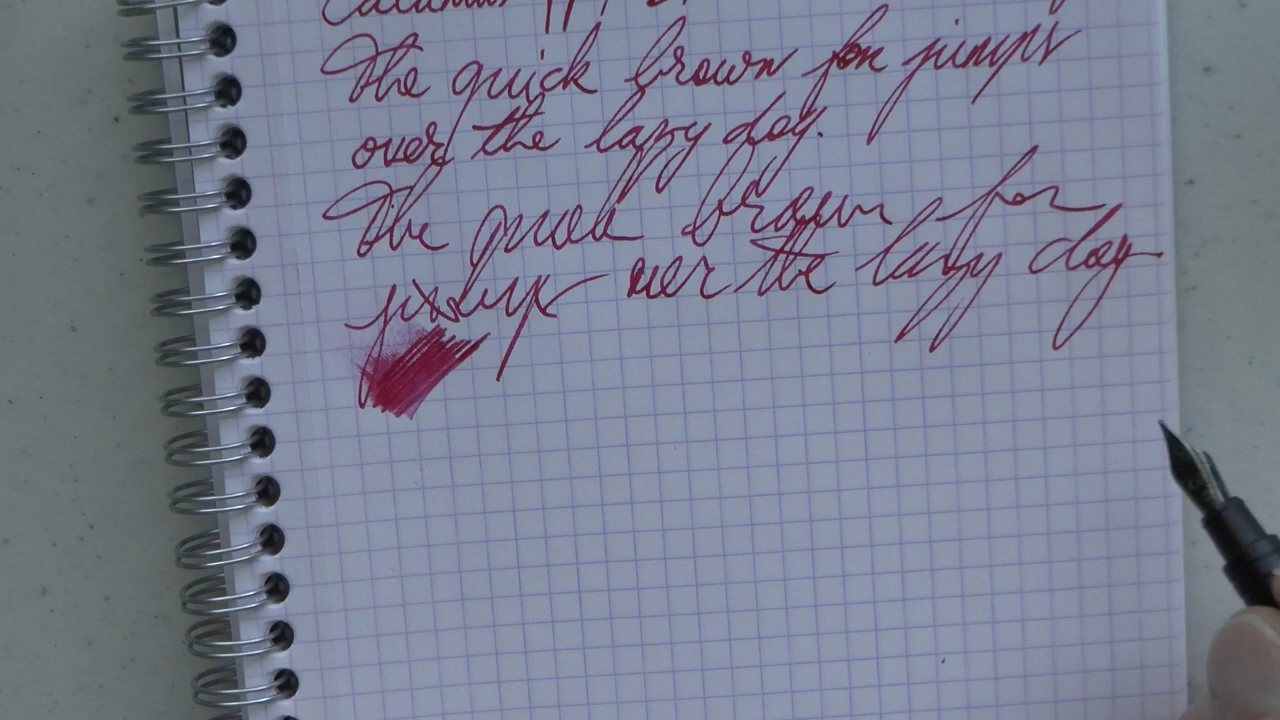 The quick brown fox jumps
over the lazy dog.
The quick brown fox
over the lazy dog